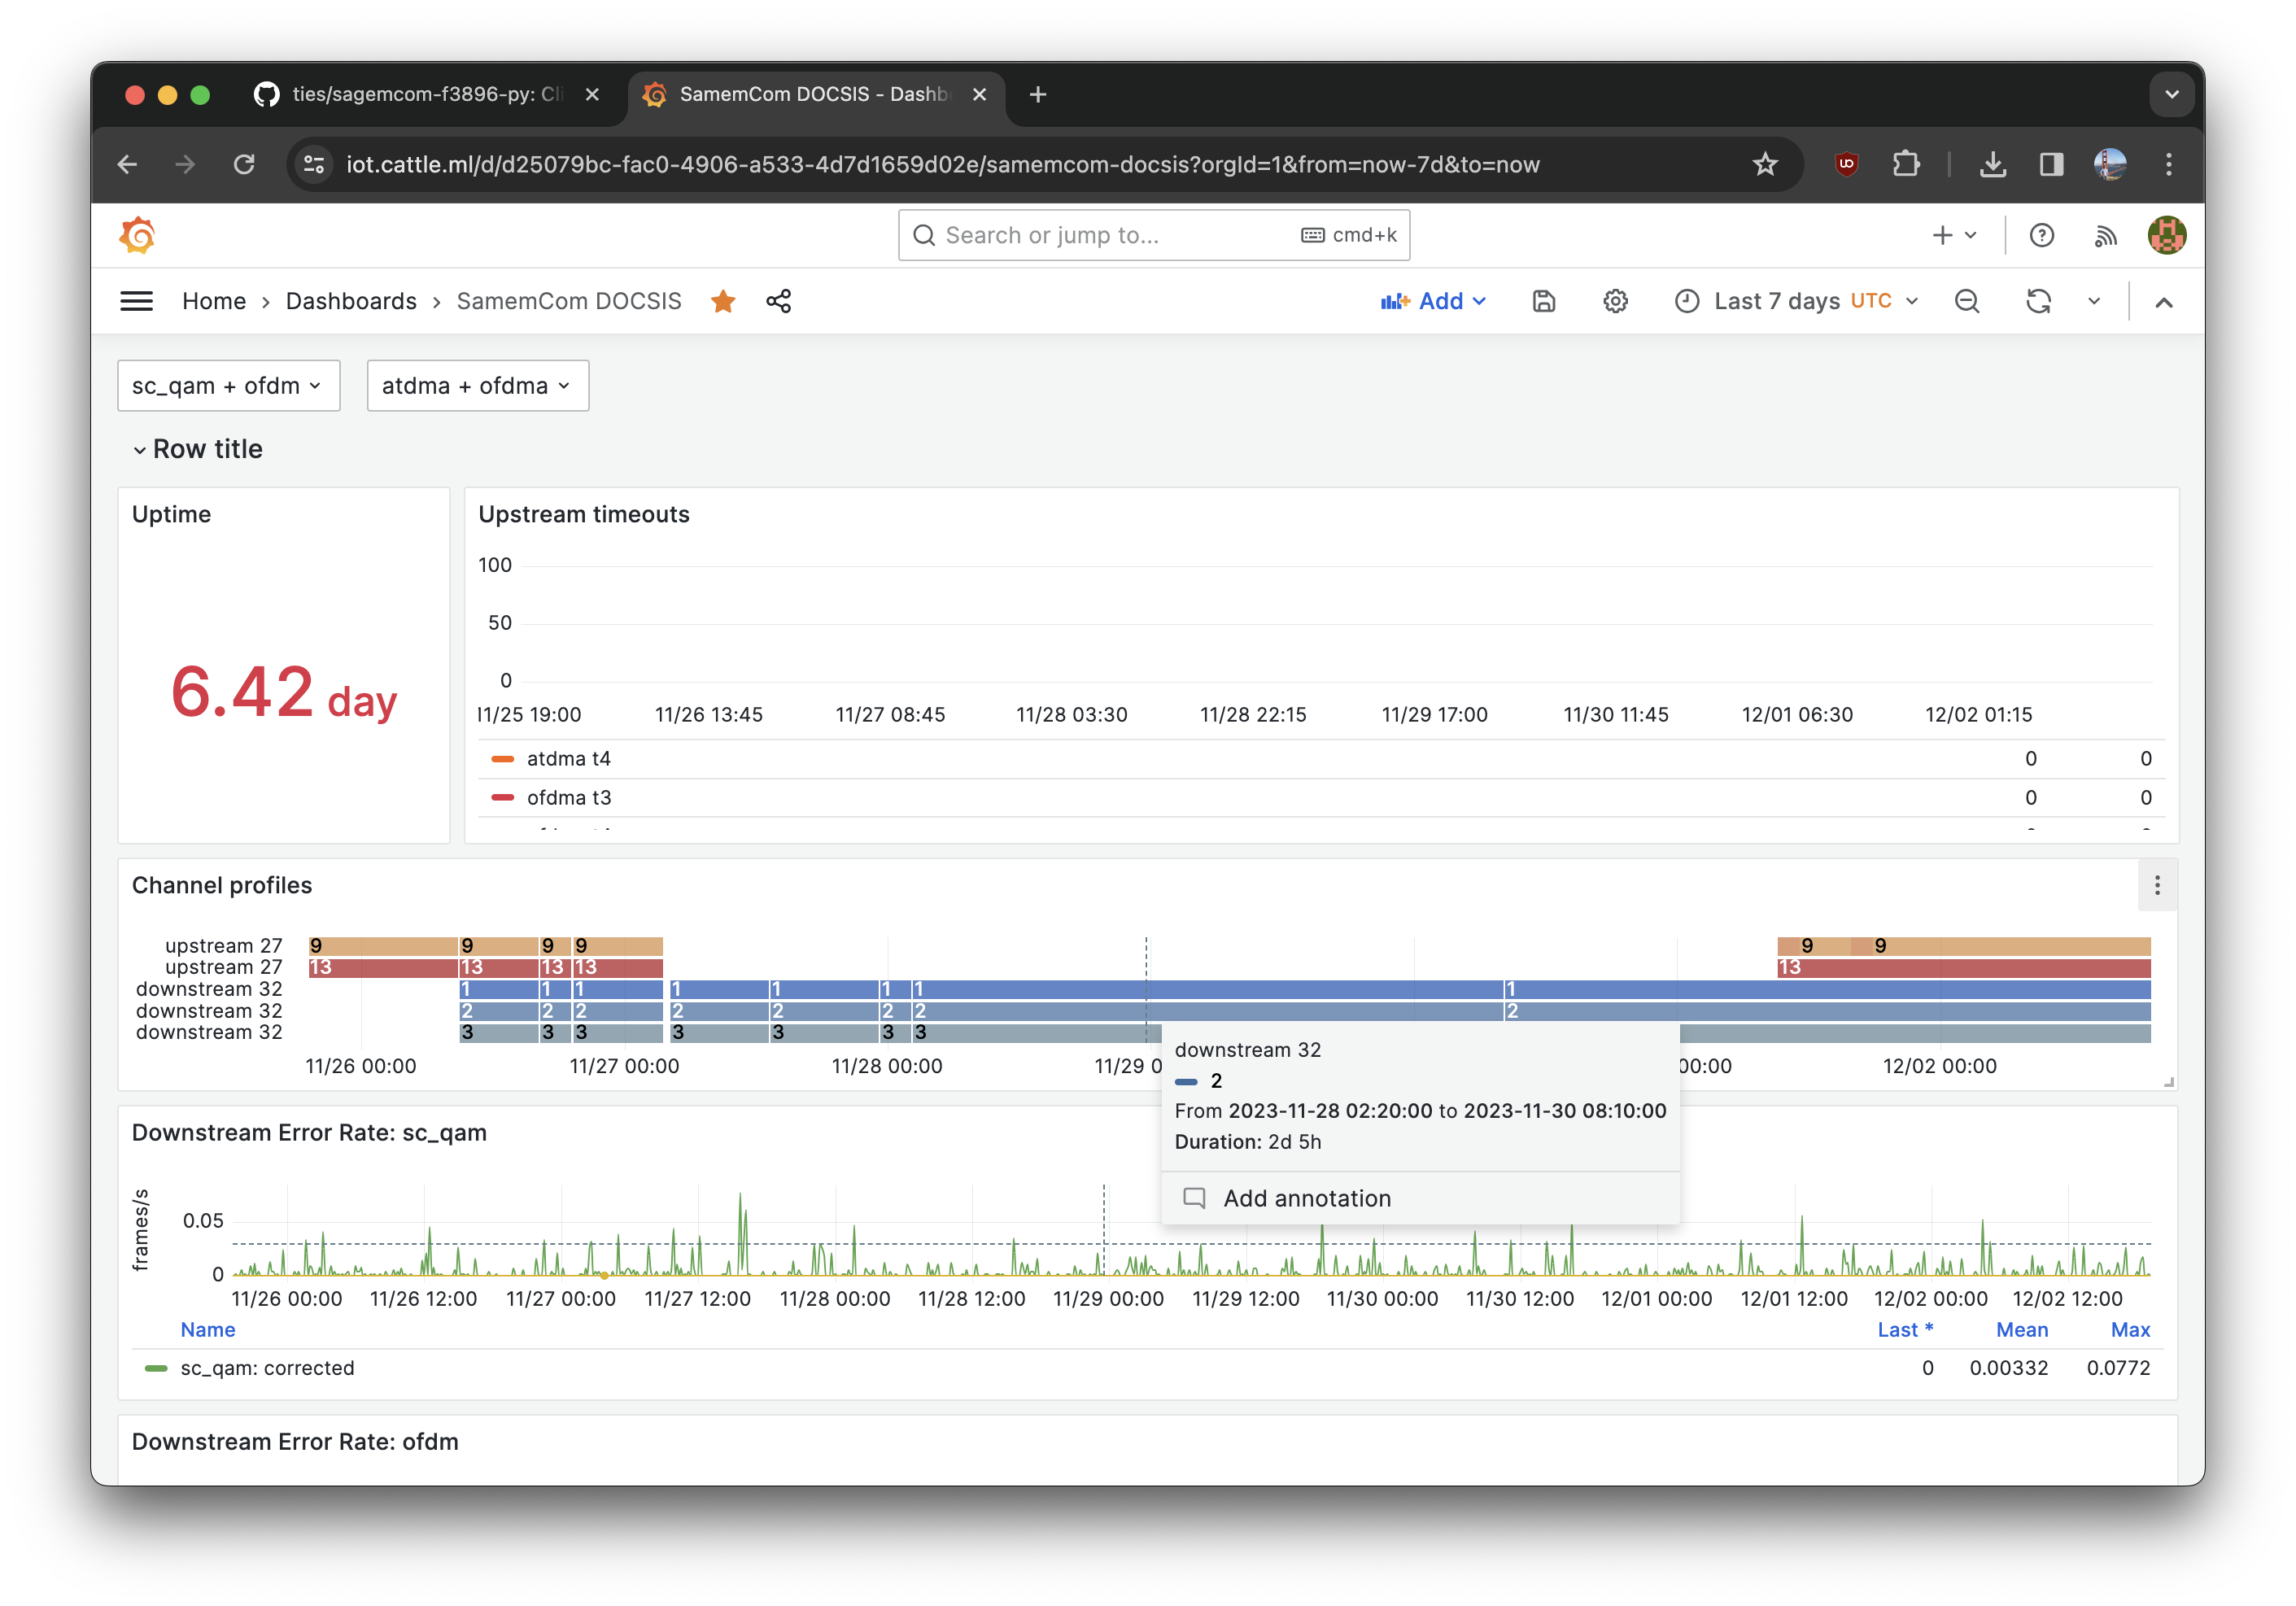 ties/sagemcom-f3896-py: Cli
SamemCom DOCSIS - Dashb
iot.cattle.ml/d/d25079bc-fac0-4906-a533-4d7d1659d02e/samemcom-docsis?orgId=1&from=now-7d&to=now
Search or jump to... cmd+k
Home › Dashboards › SamemCom DOCSIS
Add
Last 7 days UTC
sc_qam + ofdm
atdma + ofdma
Row title
Uptime
6.42 day
Upstream timeouts
100
50
0
11/25 19:00 11/26 13:45 11/27 08:45 11/28 03:30 11/28 22:15 11/29 17:00 11/30 11:45 12/01 06:30 12/02 01:15
atdma t4 0 0
ofdma t3 0 0
Channel profiles
upstream 27 9 9 9 9 9 9
upstream 27 13 13 13 13 13
downstream 32 1 1 1 1 1 1 1 1
downstream 32 2 2 2 2 2 2 2 2
downstream 32 3 3 3 3 3 3 3
11/26 00:00 11/27 00:00 11/28 00:00 11/29 0 00:00 12/02 00:00
downstream 32
2
From 2023-11-28 02:20:00 to 2023-11-30 08:10:00
Duration: 2d 5h
Add annotation
Downstream Error Rate: sc_qam
frames/s
0.05
0
11/26 00:00 11/26 12:00 11/27 00:00 11/27 12:00 11/28 00:00 11/28 12:00 11/29 00:00 11/29 12:00 11/30 00:00 11/30 12:00 12/01 00:00 12/01 12:00 12/02 00:00 12/02 12:00
Name Last * Mean Max
sc_qam: corrected 0 0.00332 0.0772
Downstream Error Rate: ofdm